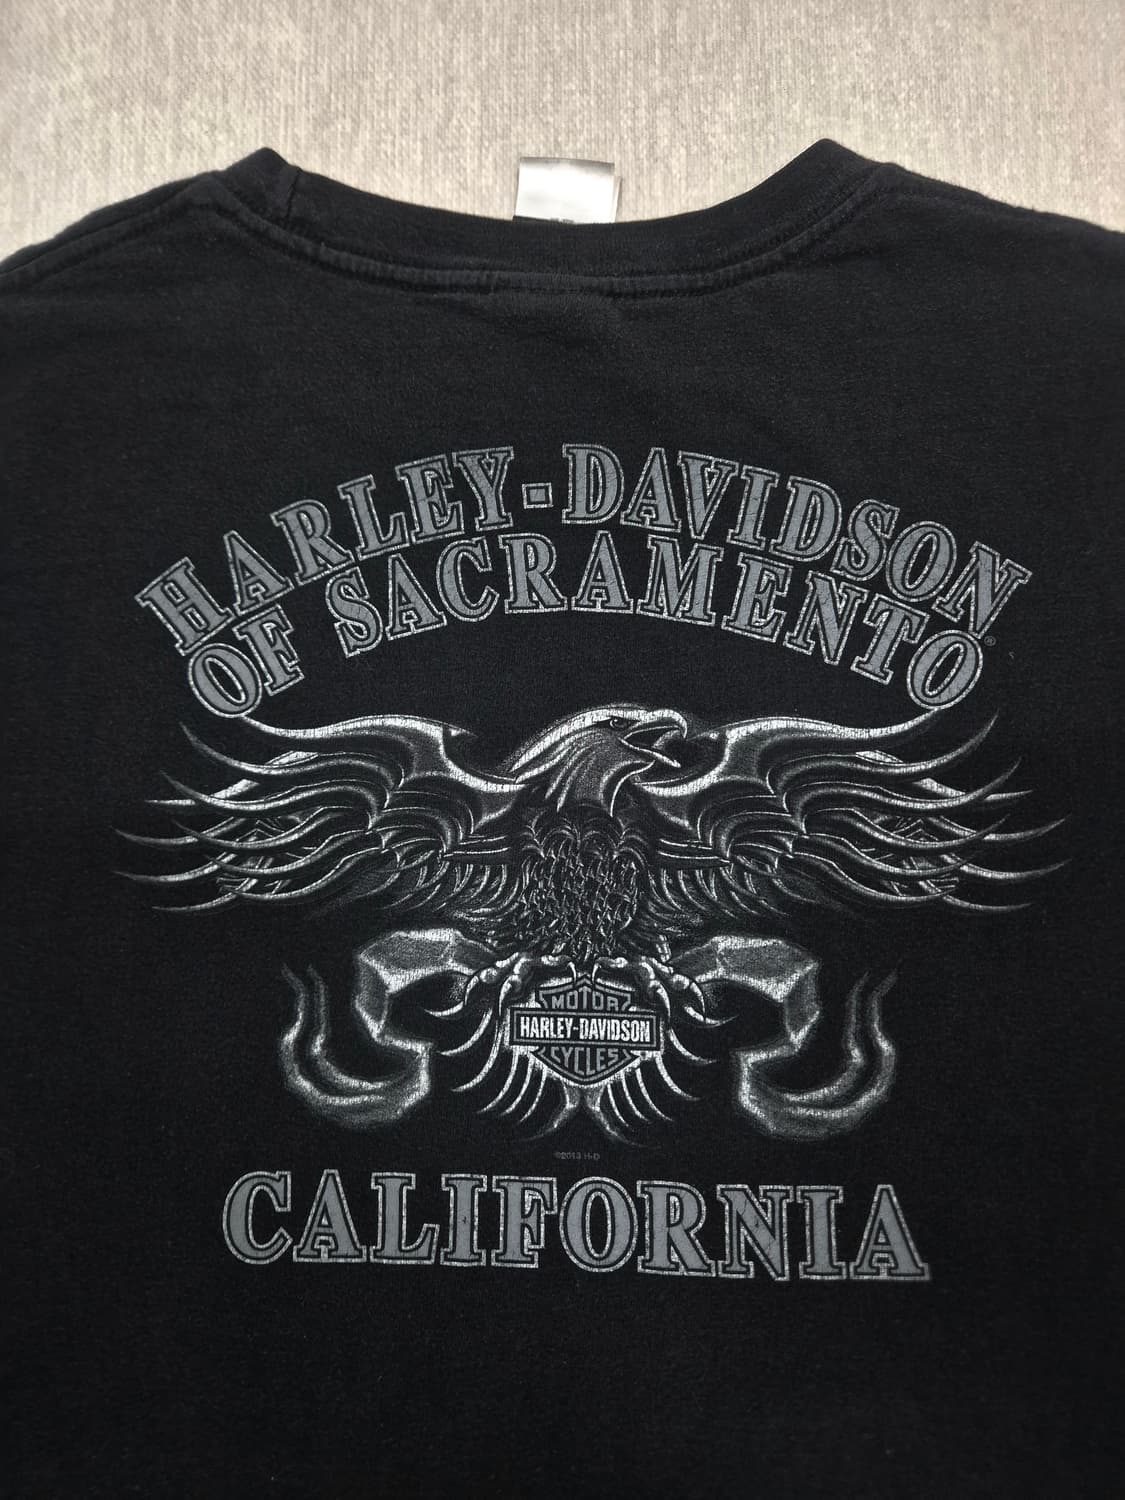 HARLEY-DAVIDSON
OF SACRAMENTO®
MOTOR
HARLEY-DAVIDSON
CYCLES
©2013 H-D
CALIFORNIA